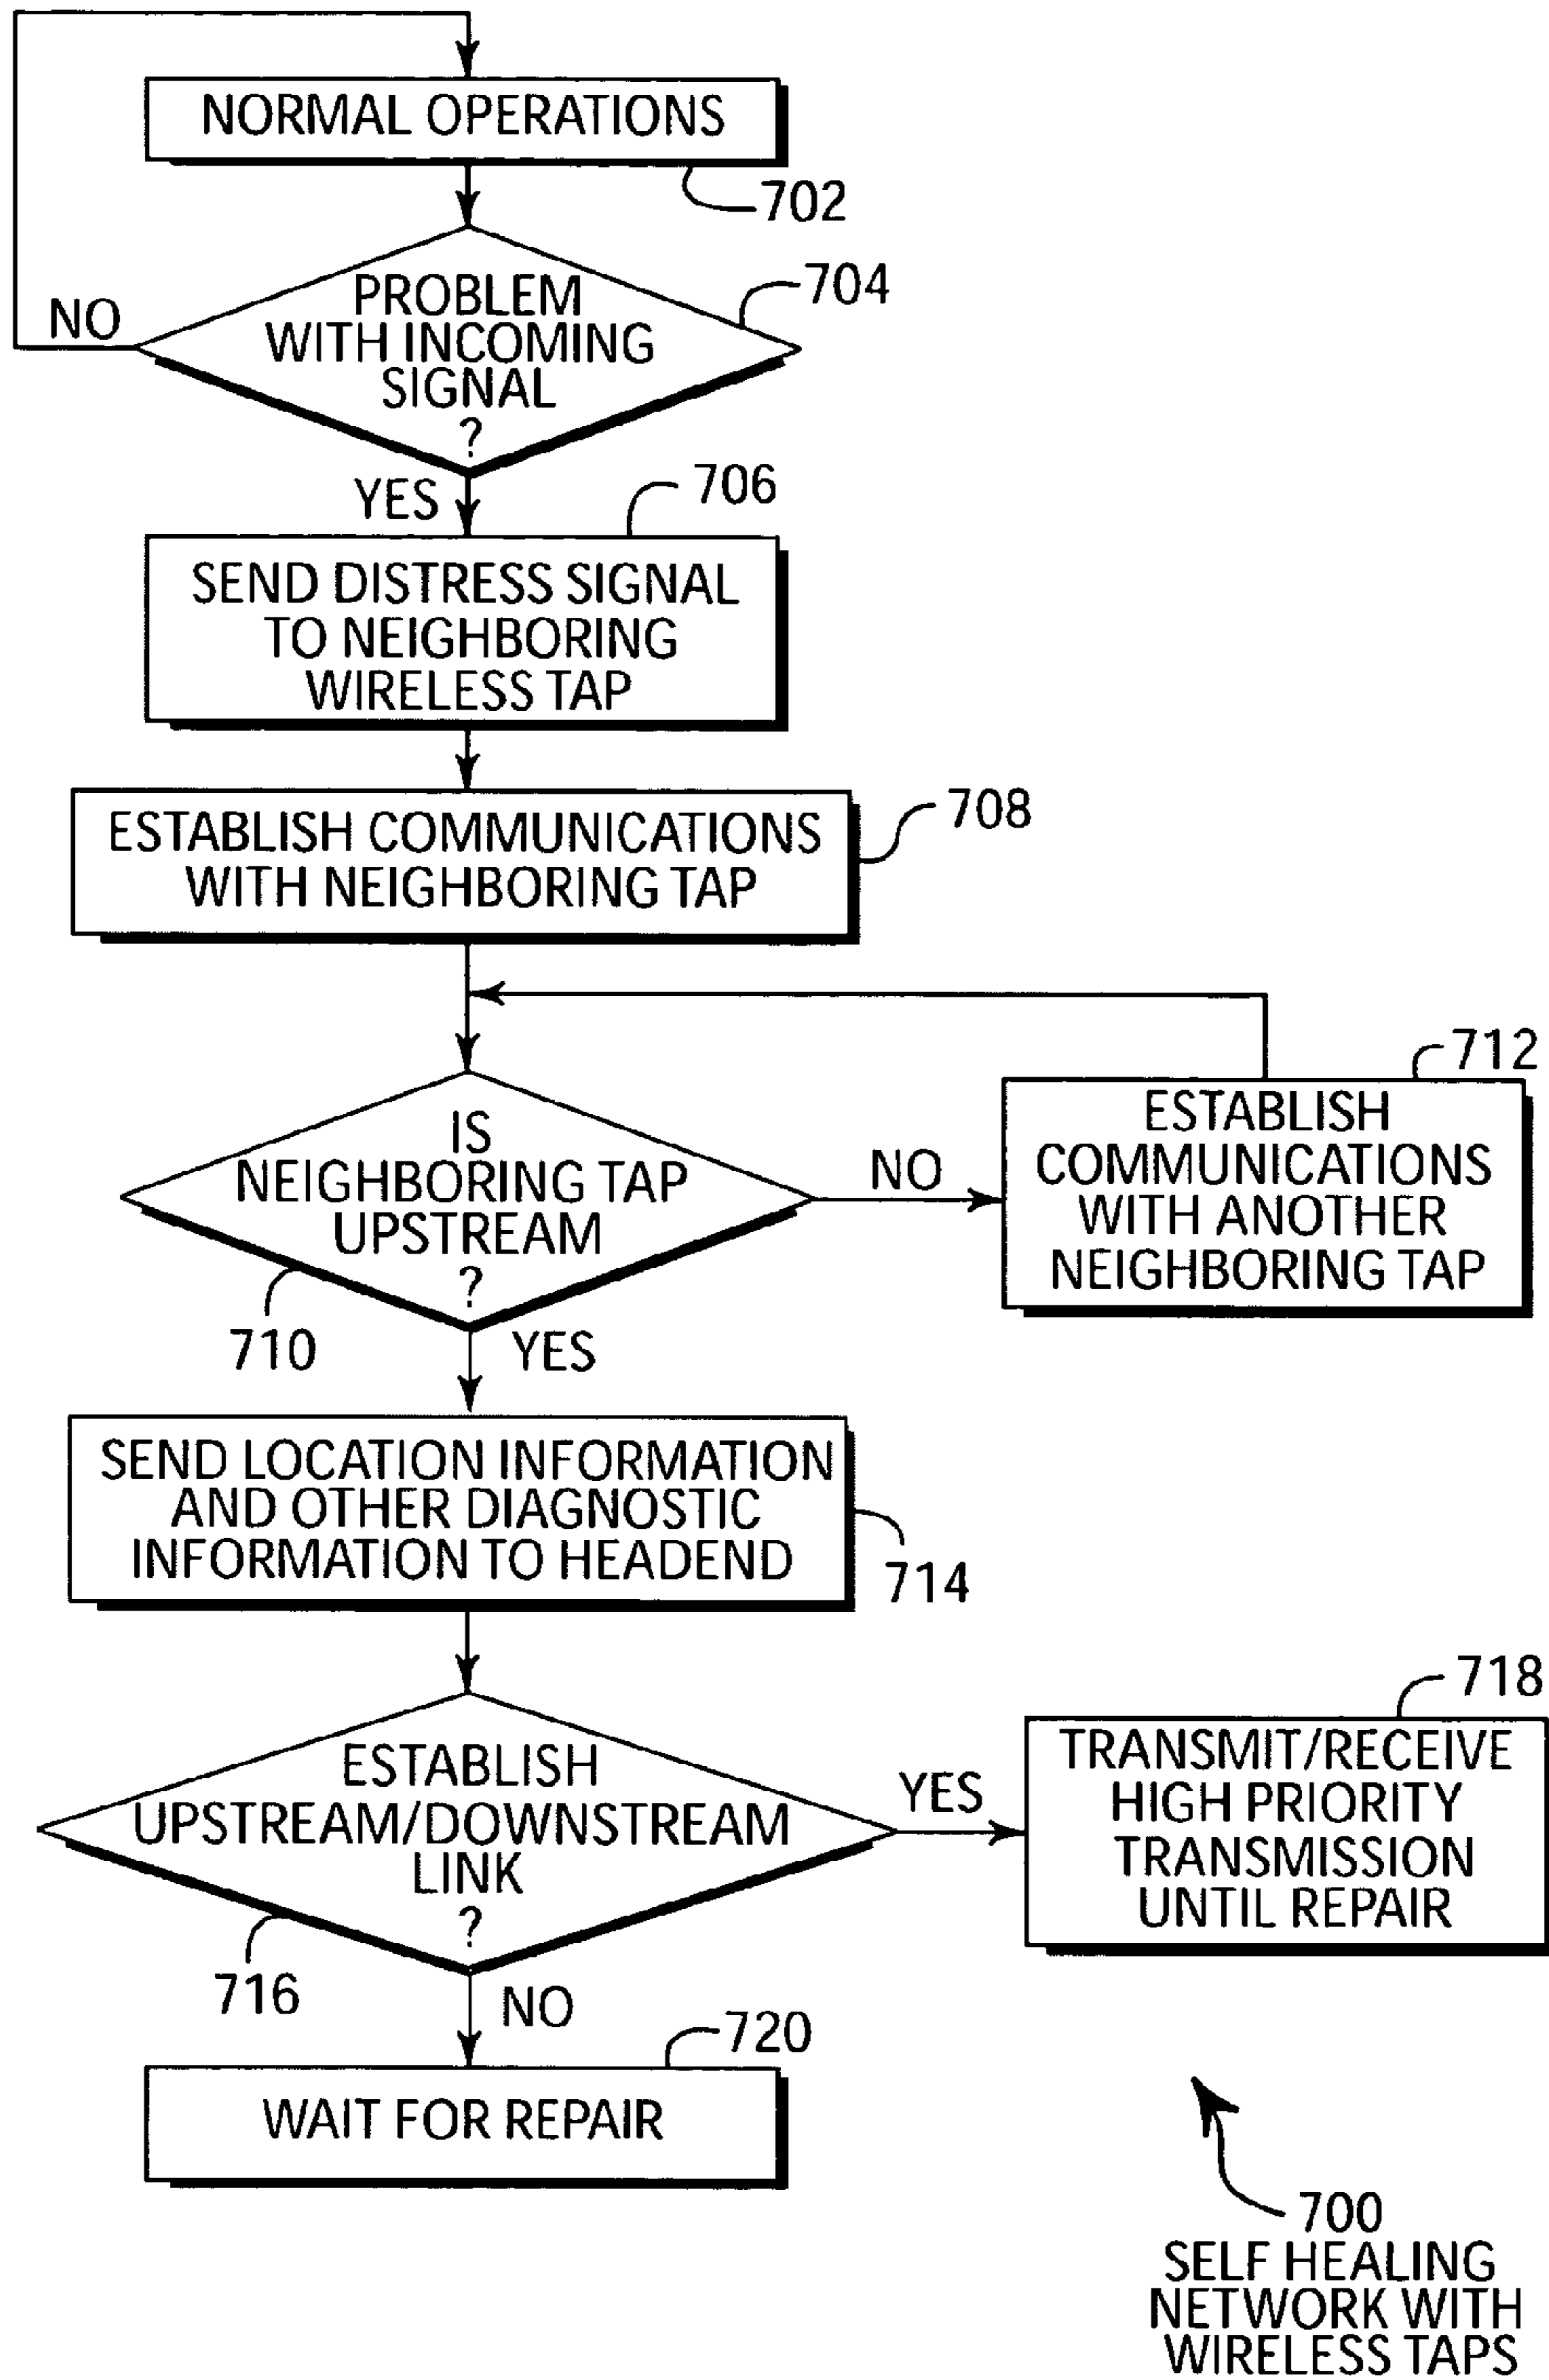 NORMAL OPERATIONS
702
PROBLEM
WITH INCOMING
SIGNAL
?
704
NO
YES
706
SEND DISTRESS SIGNAL
TO NEIGHBORING
WIRELESS TAP
708
ESTABLISH COMMUNICATIONS
WITH NEIGHBORING TAP
712
ESTABLISH
COMMUNICATIONS
WITH ANOTHER
NEIGHBORING TAP
IS
NEIGHBORING TAP
UPSTREAM
?
NO
710
YES
SEND LOCATION INFORMATION
AND OTHER DIAGNOSTIC
INFORMATION TO HEADEND
714
718
TRANSMIT/RECEIVE
HIGH PRIORITY
TRANSMISSION
UNTIL REPAIR
ESTABLISH
UPSTREAM/DOWNSTREAM
LINK
?
YES
716
NO
720
WAIT FOR REPAIR
700
SELF HEALING
NETWORK WITH
WIRELESS TAPS